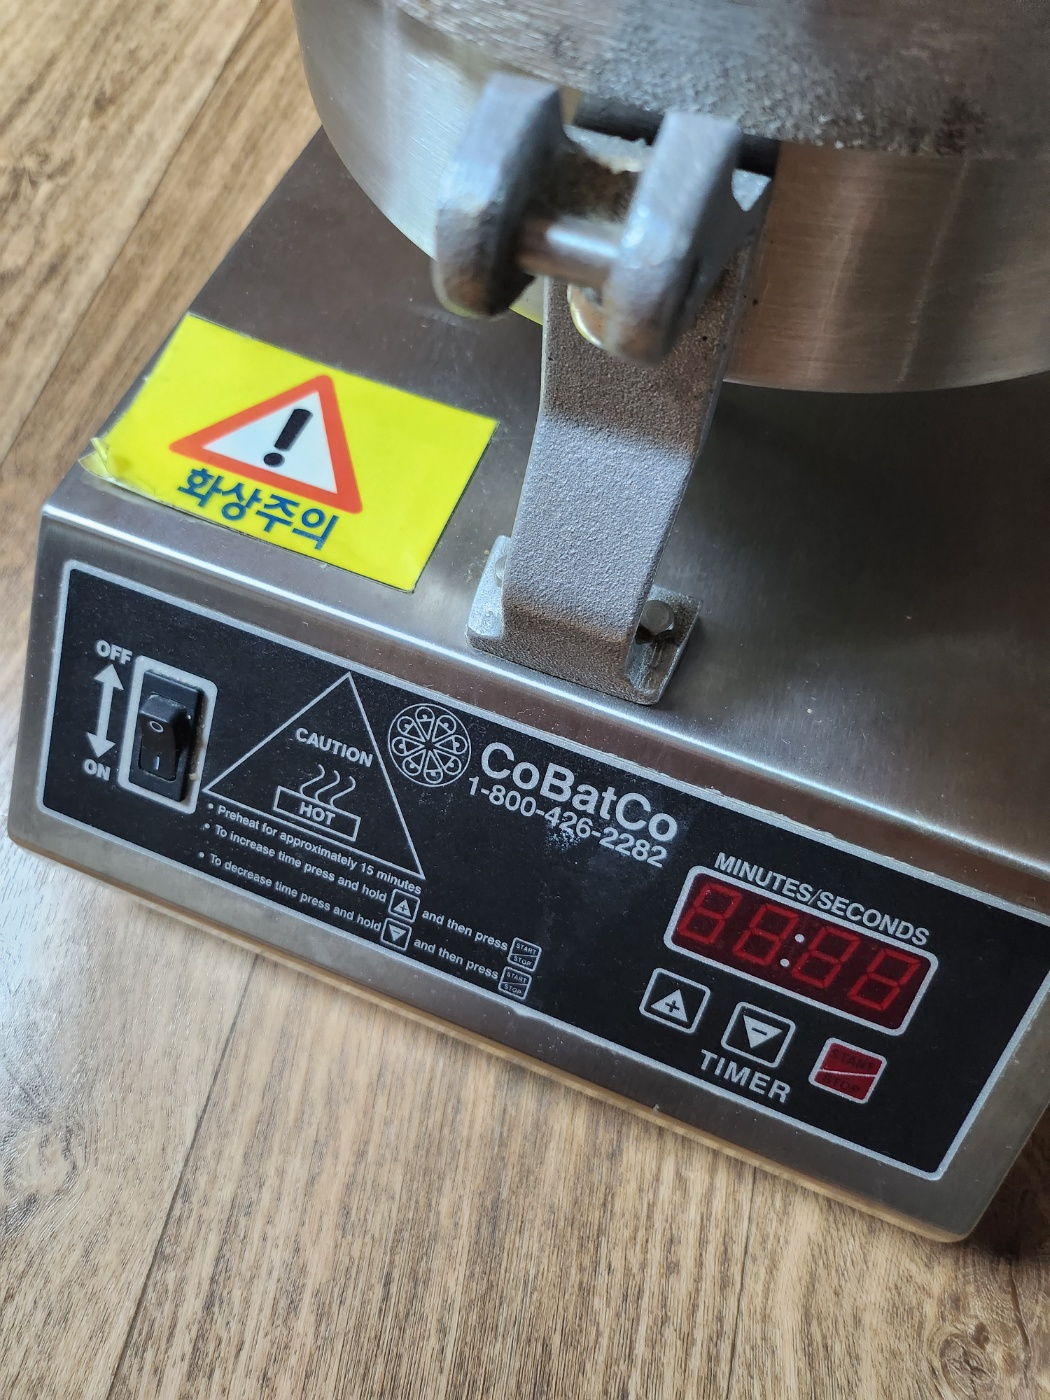 화상주의
OFF
ON
CAUTION
HOT
• Preheat for approximately 15 minutes
• To increase time press and hold + and then press START STOP
• To decrease time press and hold − and then press START STOP
CoBatCo
1-800-426-2282
MINUTES/SECONDS
88:88
+
−
TIMER
START
STOP